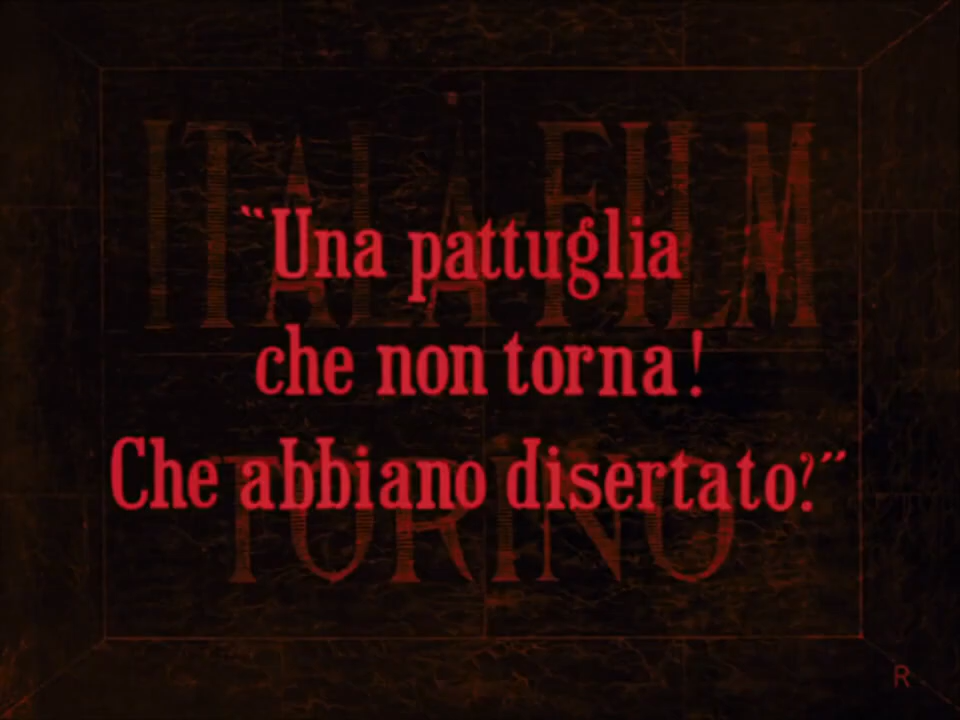 ITALA FILM
"Una pattuglia
che non torna!
Che abbiano disertato?"
TORINO
R